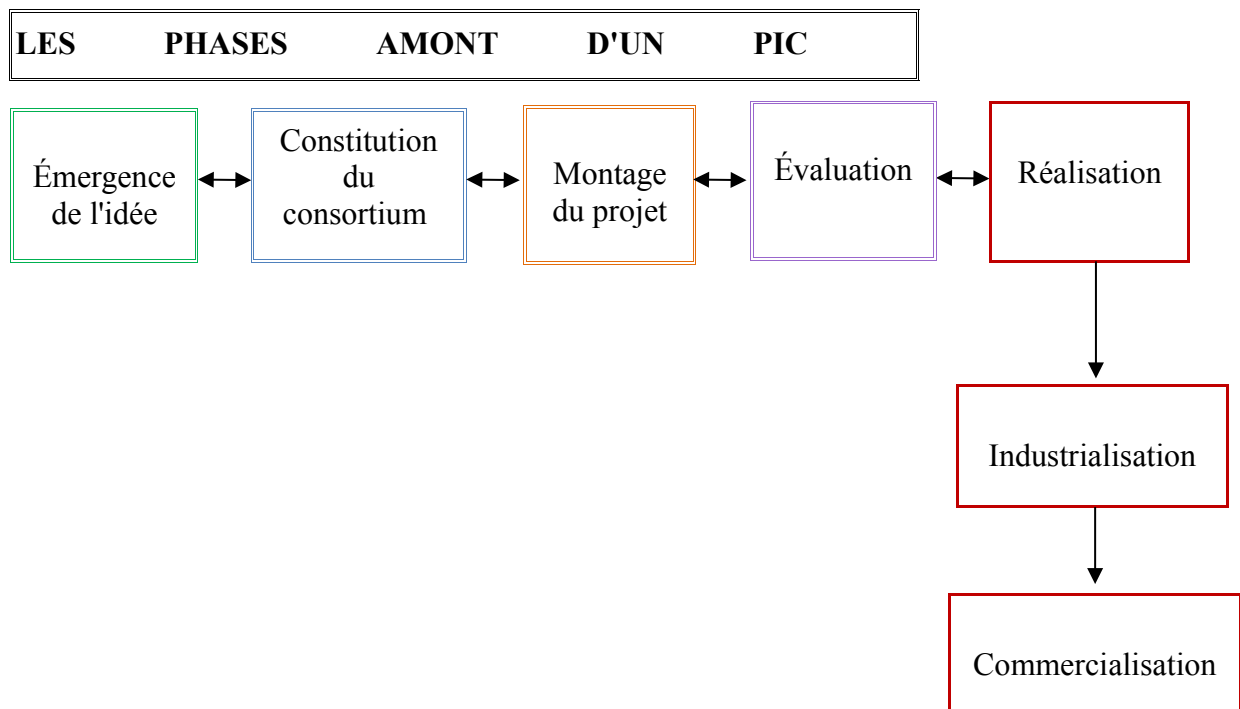 LES PHASES AMONT D'UN PIC
Émergence
de l'idée
Constitution
du
consortium
Montage
du projet
Évaluation
Réalisation
Industrialisation
Commercialisation